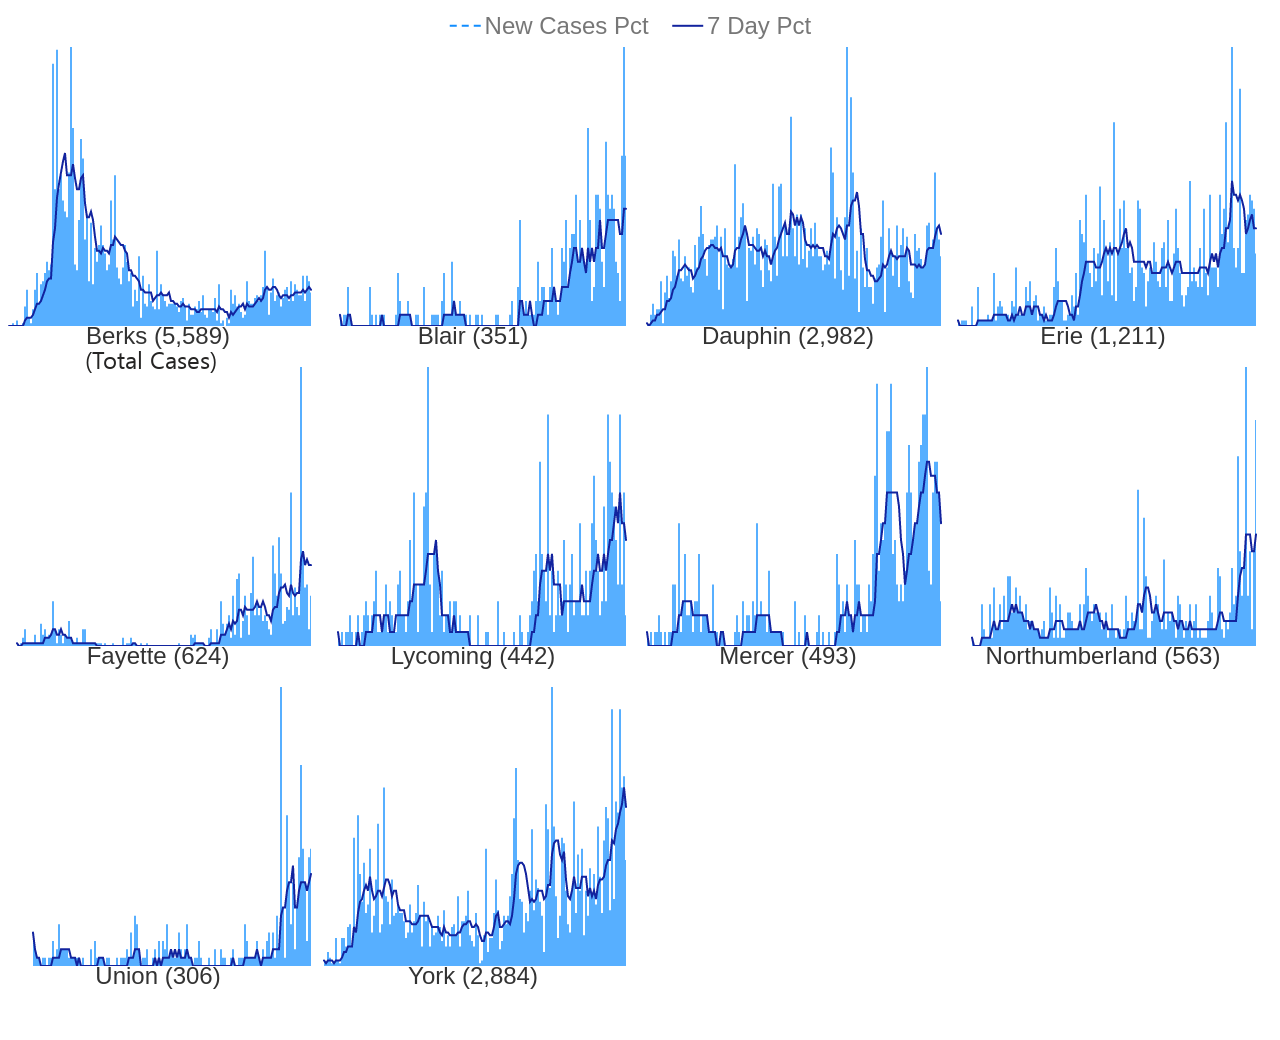 New Cases Pct 7 Day Pct
Berks (5,589) Blair (351) Dauphin (2,982) Erie (1,211)
(Total Cases)
Fayette (624) Lycoming (442) Mercer (493) Northumberland (563)
Union (306) York (2,884)